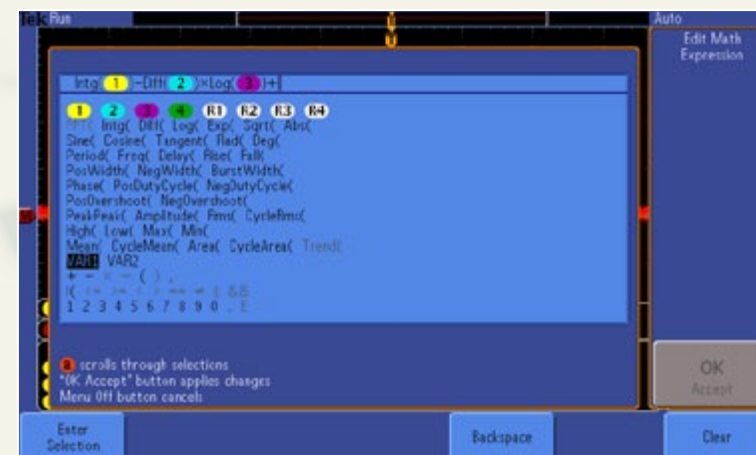 Tek Run
Auto
Edit Math
Expression
Intg( 1 )-Diff( 2 )×Log( 3 )+
1 2 3 4 R1 R2 R3 R4
FFT( Intg( Diff( Log( Exp( Sqrt( Abs(
Sine( Cosine( Tangent( Rad( Deg(
Period( Freq( Delay( Rise( Fall(
PosWidth( NegWidth( BurstWidth(
Phase( PosDutyCycle( NegDutyCycle(
PosOvershoot( NegOvershoot(
PeakPeak( Amplitude( Rms( CycleRms(
High( Low( Max( Min(
Mean( CycleMean( Area( CycleArea( Trend(
VAR1 VAR2
+ - × ÷ ( ) ,
!( <= >= < > == ≠ || &&
1 2 3 4 5 6 7 8 9 0 . E
a scrolls through selections
"OK Accept" button applies changes
Menu Off button cancels
OK
Accept
Enter
Selection
Backspace
Clear